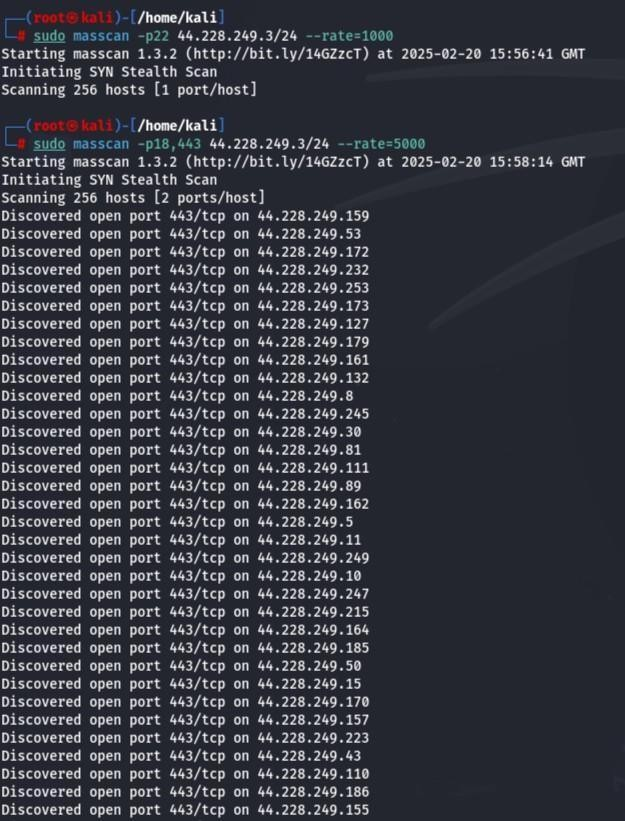 ┌──(root㉿kali)-[/home/kali]
└─# sudo masscan -p22 44.228.249.3/24 --rate=1000
Starting masscan 1.3.2 (http://bit.ly/14GZzcT) at 2025-02-20 15:56:41 GMT
Initiating SYN Stealth Scan
Scanning 256 hosts [1 port/host]
┌──(root㉿kali)-[/home/kali]
└─# sudo masscan -p18,443 44.228.249.3/24 --rate=5000
Starting masscan 1.3.2 (http://bit.ly/14GZzcT) at 2025-02-20 15:58:14 GMT
Initiating SYN Stealth Scan
Scanning 256 hosts [2 ports/host]
Discovered open port 443/tcp on 44.228.249.159
Discovered open port 443/tcp on 44.228.249.53
Discovered open port 443/tcp on 44.228.249.172
Discovered open port 443/tcp on 44.228.249.232
Discovered open port 443/tcp on 44.228.249.253
Discovered open port 443/tcp on 44.228.249.173
Discovered open port 443/tcp on 44.228.249.127
Discovered open port 443/tcp on 44.228.249.179
Discovered open port 443/tcp on 44.228.249.161
Discovered open port 443/tcp on 44.228.249.132
Discovered open port 443/tcp on 44.228.249.8
Discovered open port 443/tcp on 44.228.249.245
Discovered open port 443/tcp on 44.228.249.30
Discovered open port 443/tcp on 44.228.249.81
Discovered open port 443/tcp on 44.228.249.111
Discovered open port 443/tcp on 44.228.249.89
Discovered open port 443/tcp on 44.228.249.162
Discovered open port 443/tcp on 44.228.249.5
Discovered open port 443/tcp on 44.228.249.11
Discovered open port 443/tcp on 44.228.249.249
Discovered open port 443/tcp on 44.228.249.10
Discovered open port 443/tcp on 44.228.249.247
Discovered open port 443/tcp on 44.228.249.215
Discovered open port 443/tcp on 44.228.249.164
Discovered open port 443/tcp on 44.228.249.185
Discovered open port 443/tcp on 44.228.249.50
Discovered open port 443/tcp on 44.228.249.15
Discovered open port 443/tcp on 44.228.249.170
Discovered open port 443/tcp on 44.228.249.157
Discovered open port 443/tcp on 44.228.249.223
Discovered open port 443/tcp on 44.228.249.43
Discovered open port 443/tcp on 44.228.249.110
Discovered open port 443/tcp on 44.228.249.186
Discovered open port 443/tcp on 44.228.249.155